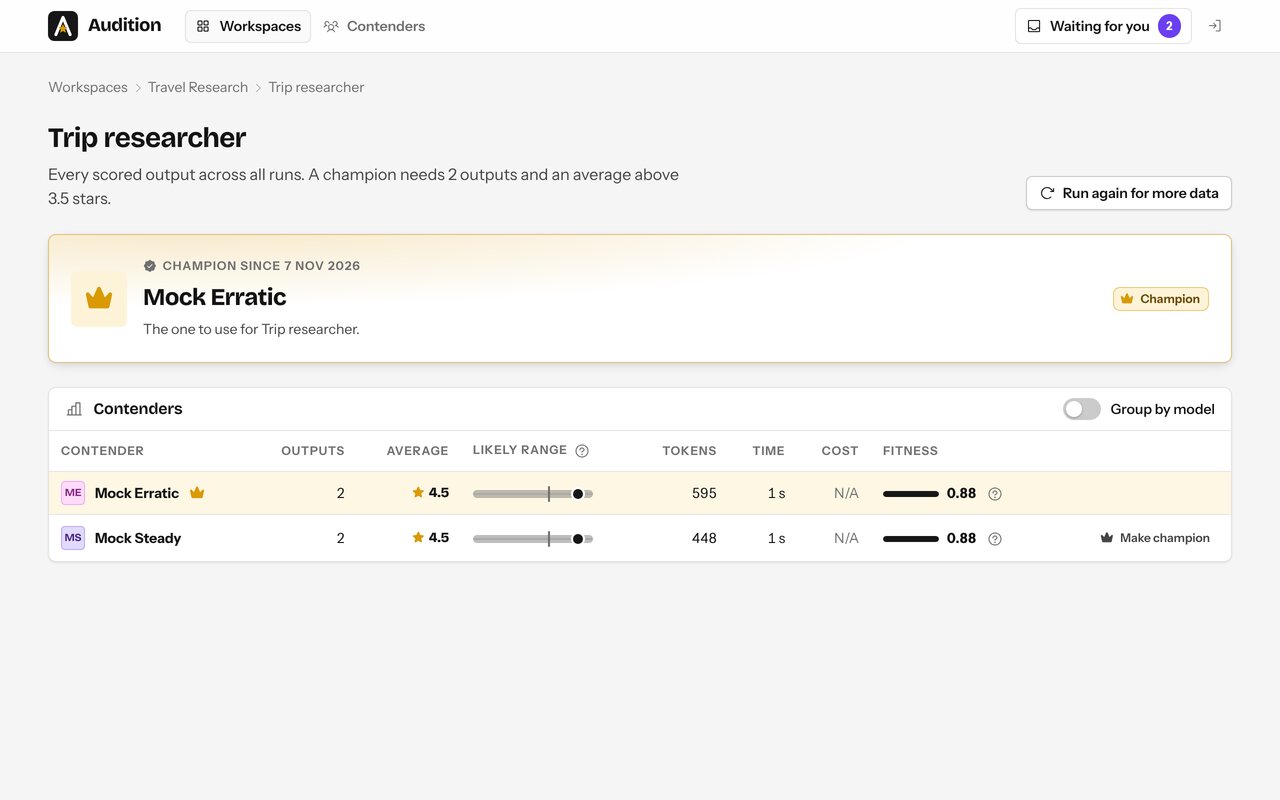 Audition
Workspaces
Contenders
Waiting for you 2
Workspaces > Travel Research > Trip researcher
Trip researcher
Every scored output across all runs. A champion needs 2 outputs and an average above
3.5 stars.
Run again for more data
CHAMPION SINCE 7 NOV 2026
Mock Erratic
The one to use for Trip researcher.
Champion
Contenders
Group by model
CONTENDER OUTPUTS AVERAGE LIKELY RANGE ? TOKENS TIME COST FITNESS
ME Mock Erratic 2 4.5 595 1 s N/A 0.88 ?
MS Mock Steady 2 4.5 448 1 s N/A 0.88 ? Make champion